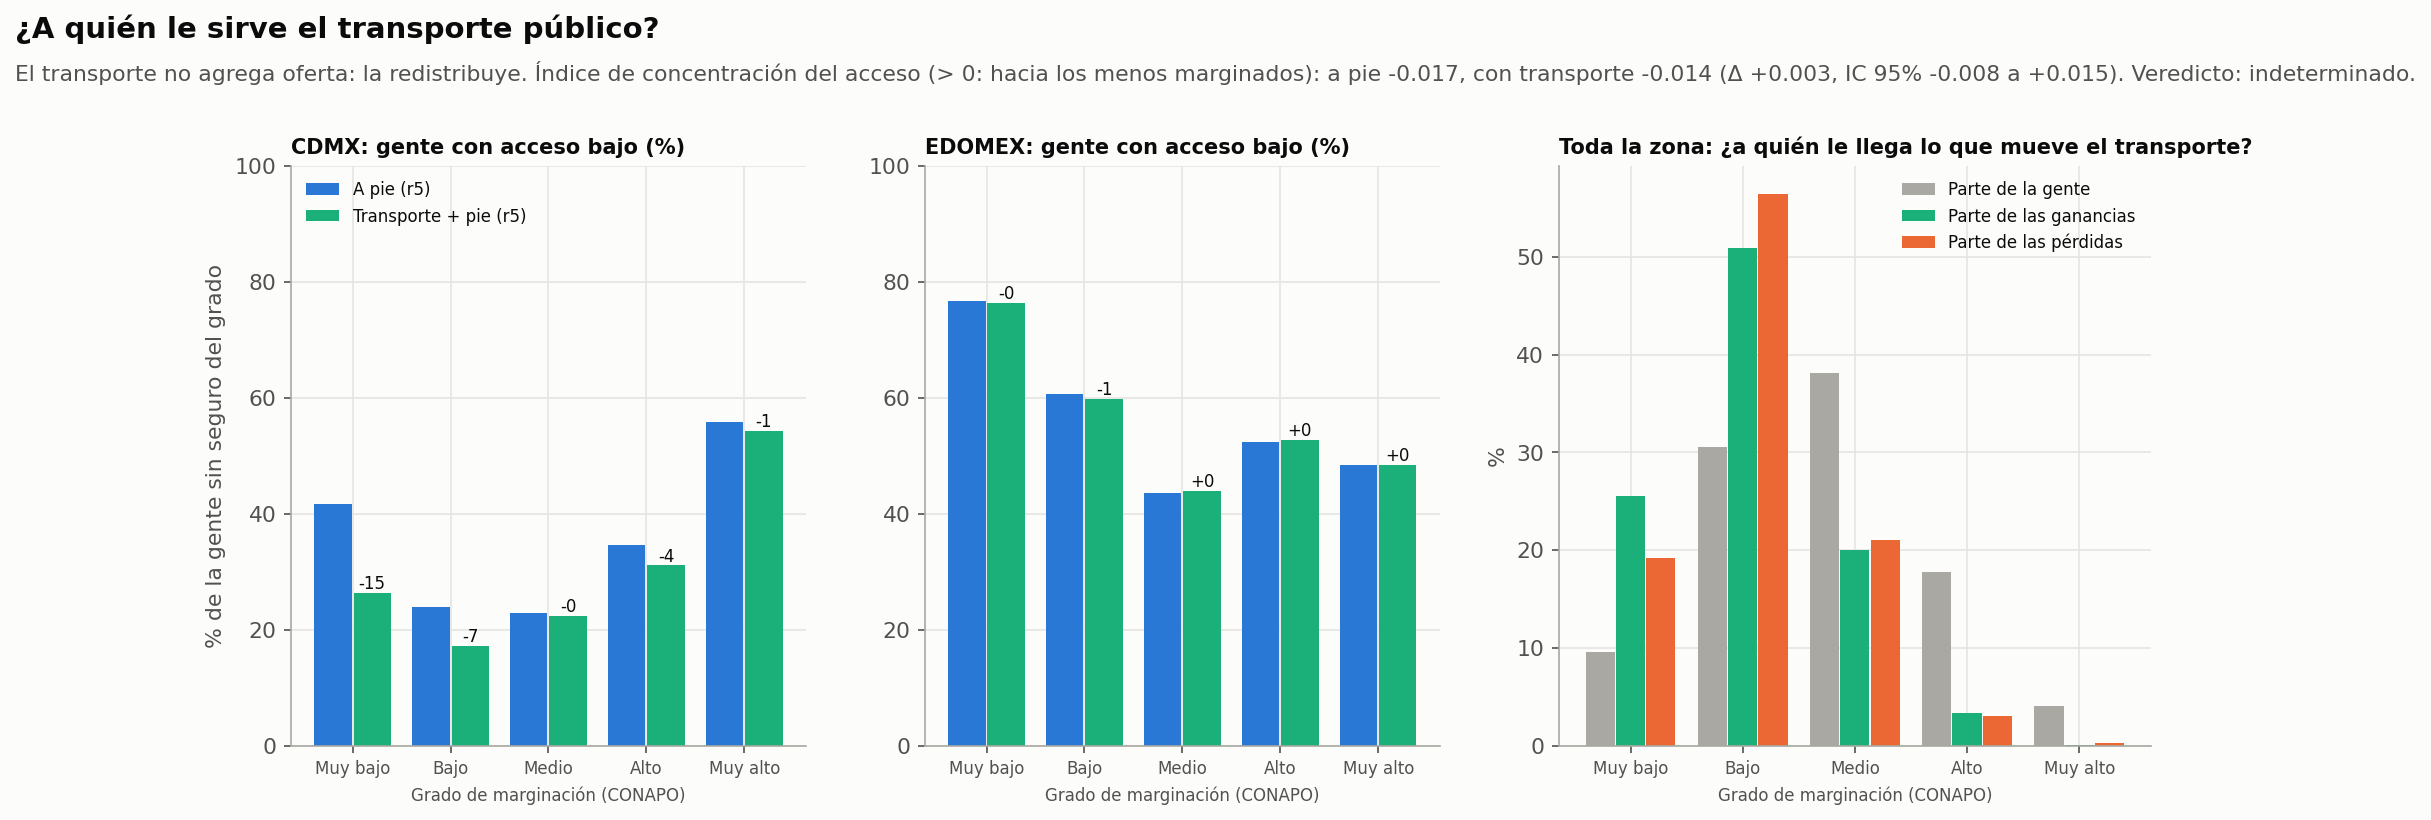 ¿A quién le sirve el transporte público?
El transporte no agrega oferta: la redistribuye. Índice de concentración del acceso (> 0: hacia los menos marginados): a pie -0.017, con transporte -0.014 (Δ +0.003, IC 95% -0.008 a +0.015). Veredicto: indeterminado.
CDMX: gente con acceso bajo (%)
% de la gente sin seguro del grado
100
80
60
40
20
0
A pie (r5)
Transporte + pie (r5)
-15
-7
-0
-4
-1
Muy bajo
Bajo
Medio
Alto
Muy alto
Grado de marginación (CONAPO)
EDOMEX: gente con acceso bajo (%)
100
80
60
40
20
0
-0
-1
+0
+0
+0
Muy bajo
Bajo
Medio
Alto
Muy alto
Grado de marginación (CONAPO)
Toda la zona: ¿a quién le llega lo que mueve el transporte?
%
50
40
30
20
10
0
Parte de la gente
Parte de las ganancias
Parte de las pérdidas
Muy bajo
Bajo
Medio
Alto
Muy alto
Grado de marginación (CONAPO)